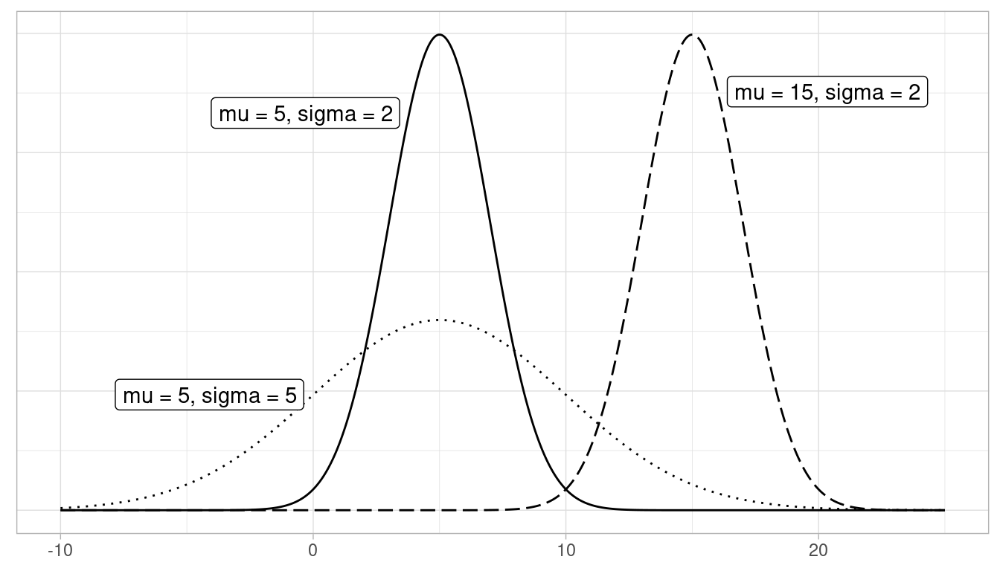 mu = 15, sigma = 2
mu = 5, sigma = 2
mu = 5, sigma = 5
-10 0 10 20